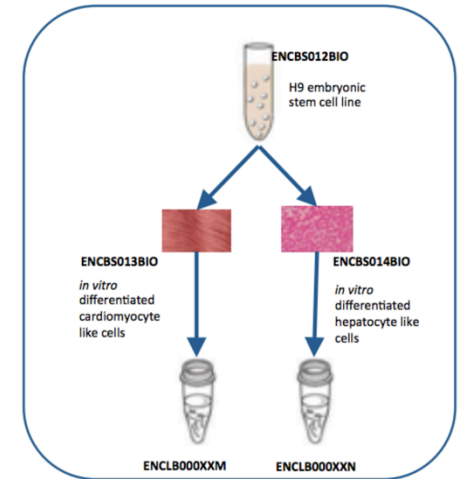 ENCBS012BIO
H9 embryonic
stem cell line
ENCBS013BIO
in vitro
differentiated
cardiomyocyte
like cells
ENCBS014BIO
in vitro
differentiated
hepatocyte like
cells
ENCLB000XXM
ENCLB000XXN